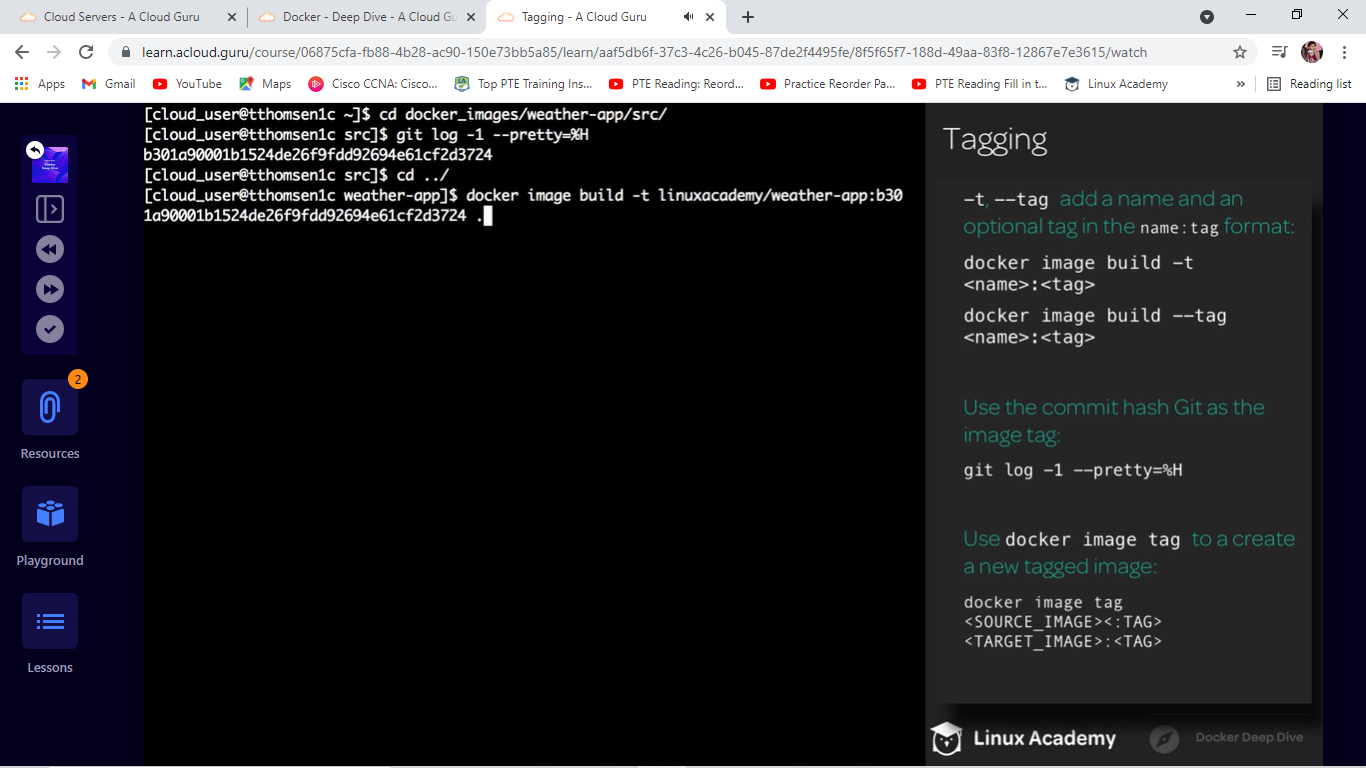 Cloud Servers - A Cloud Guru
Docker - Deep Dive - A Cloud Gu
Tagging - A Cloud Guru
learn.acloud.guru/course/06875cfa-fb88-4b28-ac90-150e73bb5a85/learn/aaf5db6f-37c3-4c26-b045-87de2f4495fe/8f5f65f7-188d-49aa-83f8-12867e7e3615/watch
Apps
Gmail
YouTube
Maps
Cisco CCNA: Cisco...
Top PTE Training Ins...
PTE Reading: Reord...
Practice Reorder Pa...
PTE Reading Fill in t...
Linux Academy
»
Reading list
[cloud_user@tthomsen1c ~]$ cd docker_images/weather-app/src/
[cloud_user@tthomsen1c src]$ git log -1 --pretty=%H
b301a90001b1524de26f9fdd92694e61cf2d3724
[cloud_user@tthomsen1c src]$ cd ../
[cloud_user@tthomsen1c weather-app]$ docker image build -t linuxacademy/weather-app:b30
1a90001b1524de26f9fdd92694e61cf2d3724 .
2
Resources
Playground
Lessons
Tagging
-t, --tag add a name and an
optional tag in the name:tag format:
docker image build -t
<name>:<tag>
docker image build --tag
<name>:<tag>
Use the commit hash Git as the
image tag:
git log -1 --pretty=%H
Use docker image tag to a create
a new tagged image:
docker image tag
<SOURCE_IMAGE><:TAG>
<TARGET_IMAGE>:<TAG>
Linux Academy
Docker Deep Dive